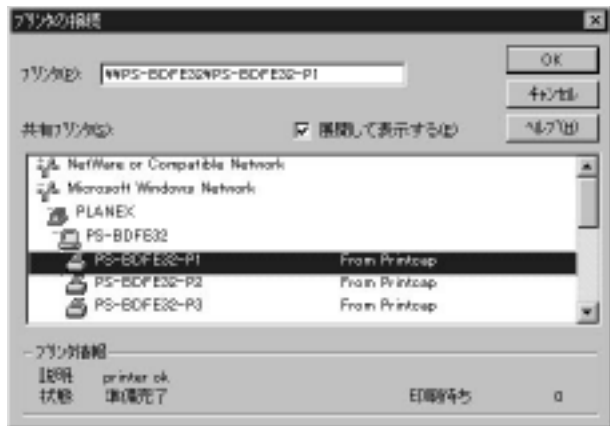 プリンタの接続
プリンタ(P): ¥¥PS-BDFE32¥PS-BDFE32-P1
OK
キャンセル
共有プリンタ(S): 展開して表示する(E) ヘルプ(H)
NetWare or Compatible Network
Microsoft Windows Network
PLANEX
PS-BDFE32
PS-BDFE32-P1 From Printcap
PS-BDFE32-P2 From Printcap
PS-BDFE32-P3 From Printcap
プリンタ情報
説明: printer ok
状態: 準備完了 印刷待ち 0